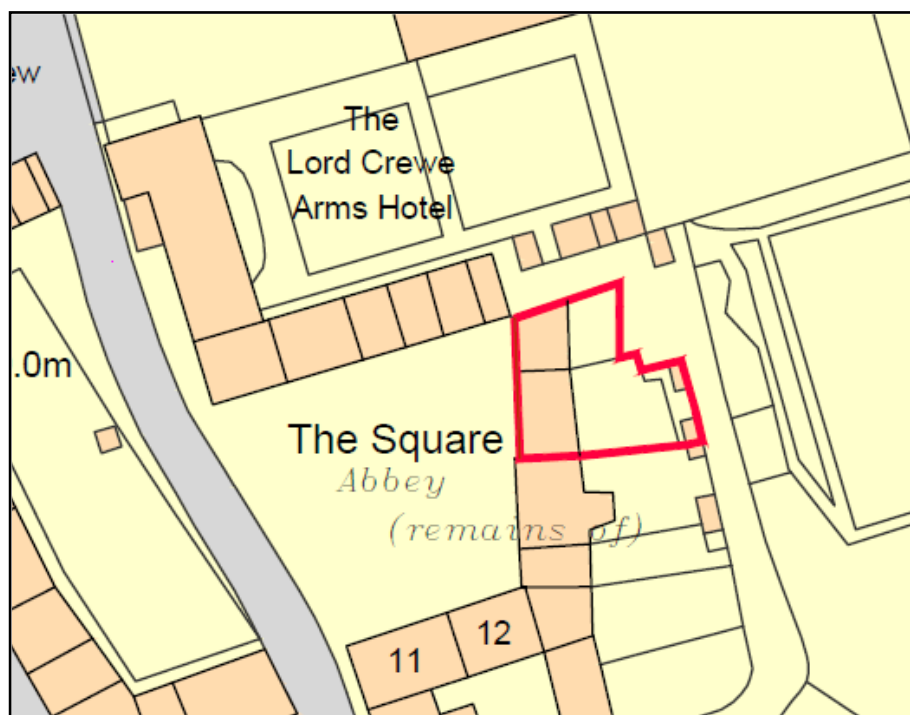 ew
The
Lord Crewe
Arms Hotel
.0m
The Square
Abbey
(remains of)
11
12